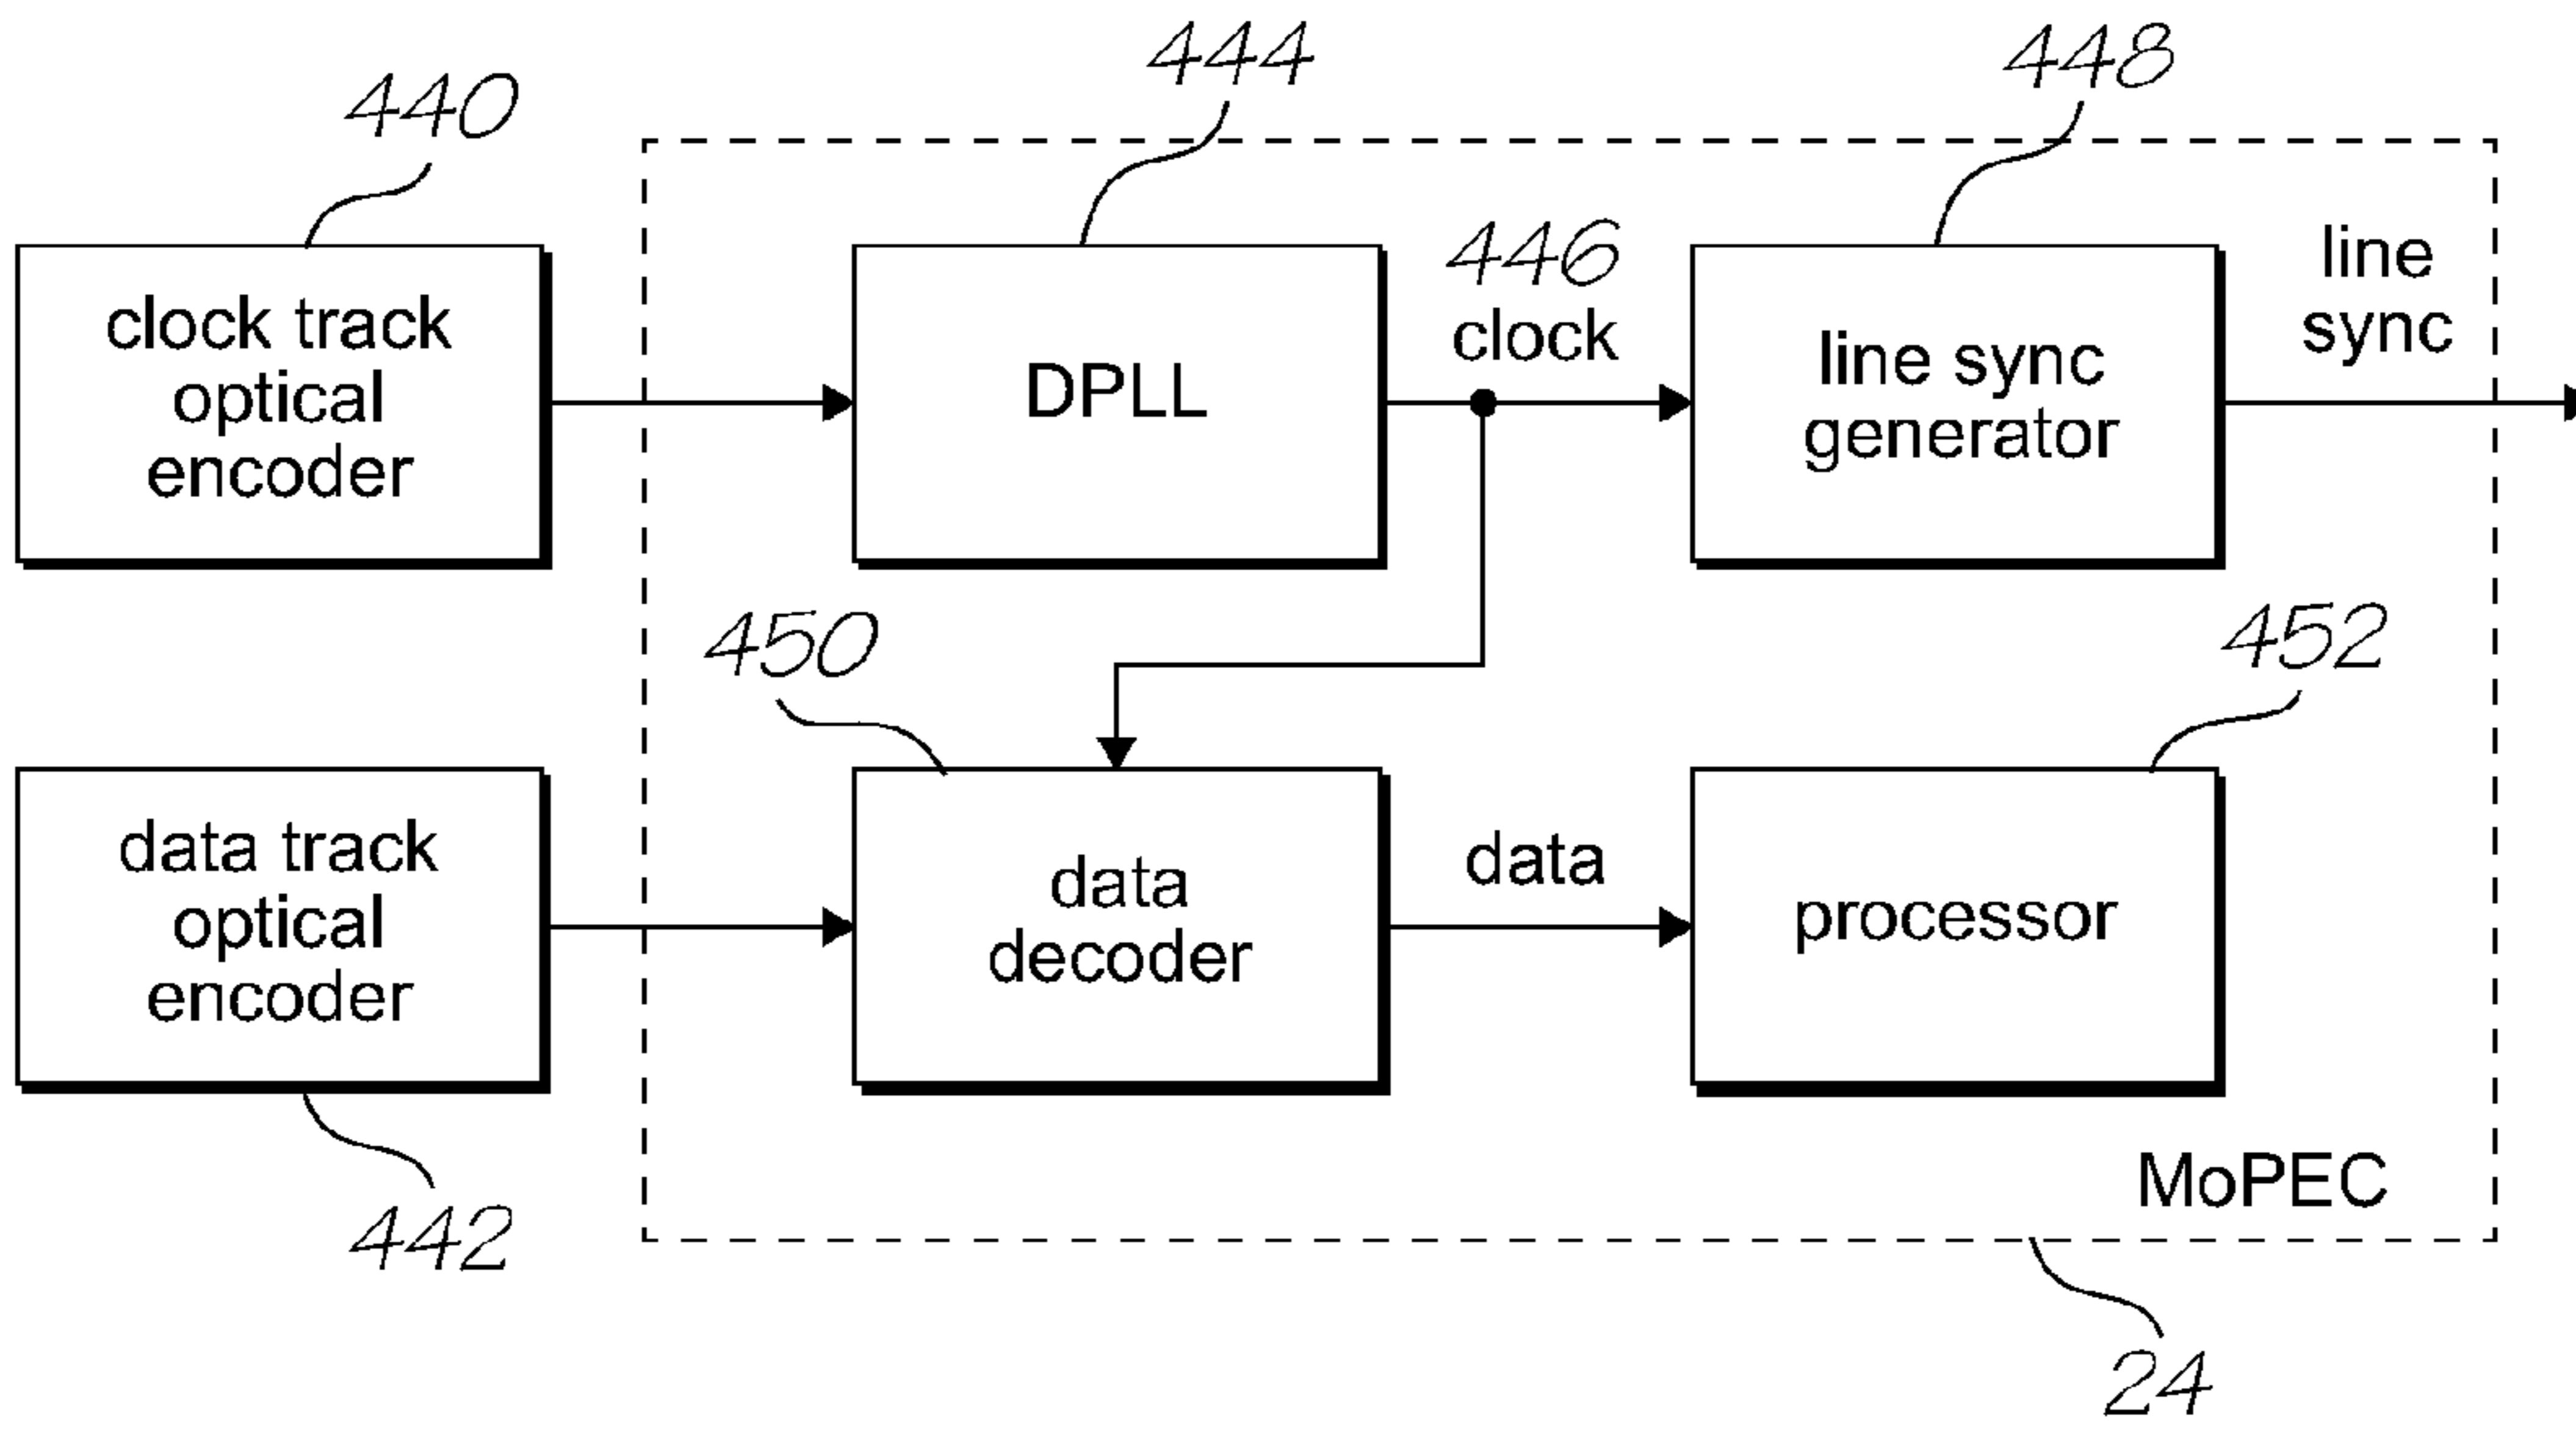 440
444
448
clock track
optical
encoder
DPLL
446
clock
line sync
generator
line
sync
450
452
data track
optical
encoder
data
decoder
data
processor
MoPEC
442
24